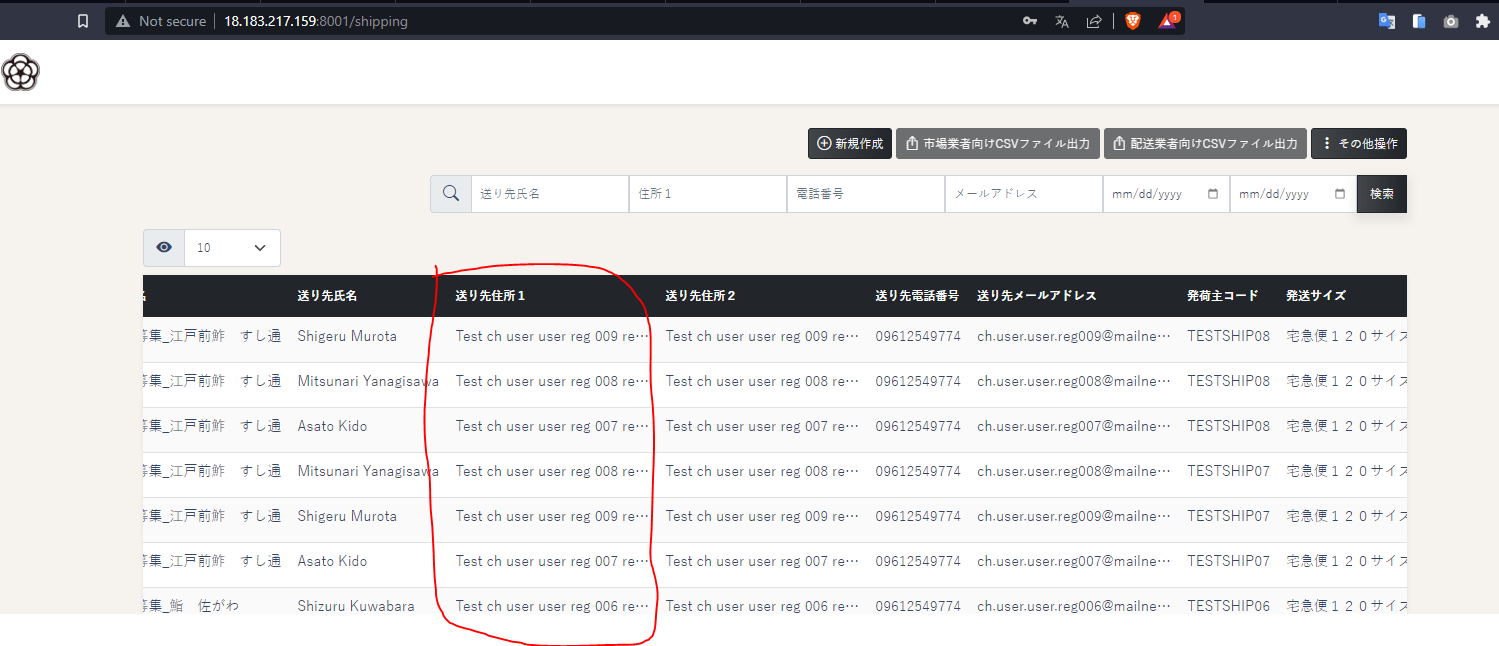 Not secure 18.183.217.159:8001/shipping 1
新規作成 市場業者向けCSVファイル出力 配送業者向けCSVファイル出力 その他操作
送り先氏名 住所１ 電話番号 メールアドレス mm/dd/yyyy mm/dd/yyyy 検索
10
送り先氏名 送り先住所１ 送り先住所２ 送り先電話番号 送り先メールアドレス 発荷主コード 発送サイズ
集_江戸前鮓　すし通 Shigeru Murota Test ch user user reg 009 re… Test ch user user reg 009 re… 09612549774 ch.user.user.reg009@mailne… TESTSHIP08 宅急便１２０サイズ
集_江戸前鮓　すし通 Mitsunari Yanagisawa Test ch user user reg 008 re… Test ch user user reg 008 re… 09612549774 ch.user.user.reg008@mailne… TESTSHIP08 宅急便１２０サイズ
集_江戸前鮓　すし通 Asato Kido Test ch user user reg 007 re… Test ch user user reg 007 re… 09612549774 ch.user.user.reg007@mailne… TESTSHIP08 宅急便１２０サイズ
集_江戸前鮓　すし通 Mitsunari Yanagisawa Test ch user user reg 008 re… Test ch user user reg 008 re… 09612549774 ch.user.user.reg008@mailne… TESTSHIP07 宅急便１２０サイズ
集_江戸前鮓　すし通 Shigeru Murota Test ch user user reg 009 re… Test ch user user reg 009 re… 09612549774 ch.user.user.reg009@mailne… TESTSHIP07 宅急便１２０サイズ
集_江戸前鮓　すし通 Asato Kido Test ch user user reg 007 re… Test ch user user reg 007 re… 09612549774 ch.user.user.reg007@mailne… TESTSHIP07 宅急便１２０サイズ
集_鮨　佐がわ Shizuru Kuwabara Test ch user user reg 006 re… Test ch user user reg 006 re… 09612549774 ch.user.user.reg006@mailne… TESTSHIP06 宅急便１２０サイズ